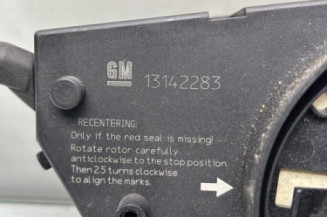 GM 13142283
RECENTERING:
Only if the red seal is missing!
Rotate rotor carefully
anticlockwise to the stop position.
Then 2.5 turns clockwise
to align the marks.